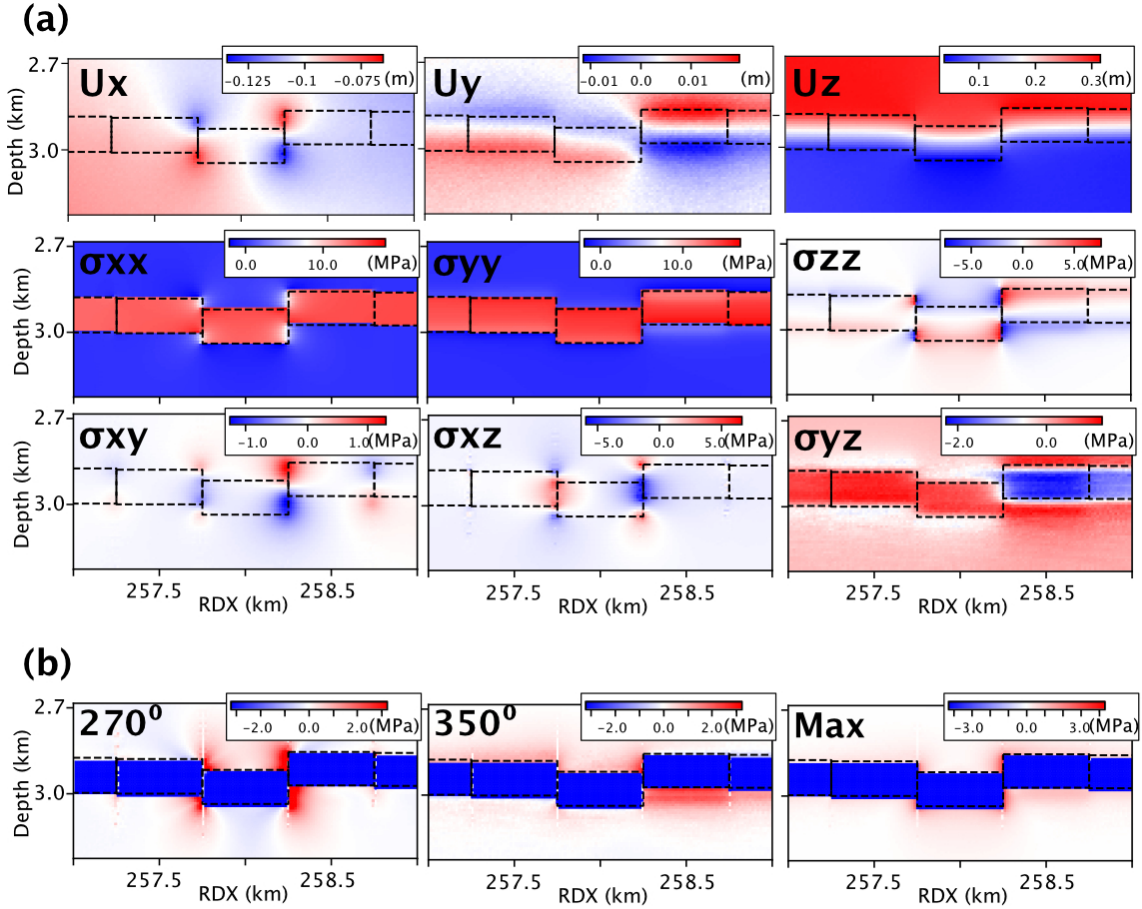 (a)
Ux
−0.125 −0.1 −0.075 (m)
Uy
−0.01 0.0 0.01 (m)
Uz
0.1 0.2 0.3 (m)
2.7
3.0
Depth (km)
σxx
0.0 10.0 (MPa)
σyy
0.0 10.0 (MPa)
σzz
−5.0 0.0 5.0 (MPa)
2.7
3.0
Depth (km)
σxy
−1.0 0.0 1.0 (MPa)
σxz
−5.0 0.0 5.0 (MPa)
σyz
−2.0 0.0 (MPa)
2.7
3.0
Depth (km)
257.5 258.5
RDX (km)
257.5 258.5
RDX (km)
257.5 258.5
RDX (km)
(b)
270⁰
−2.0 0.0 2.0 (MPa)
350⁰
−2.0 0.0 2.0 (MPa)
Max
−3.0 0.0 3.0 (MPa)
2.7
3.0
Depth (km)
257.5 258.5
RDX (km)
257.5 258.5
RDX (km)
257.5 258.5
RDX (km)